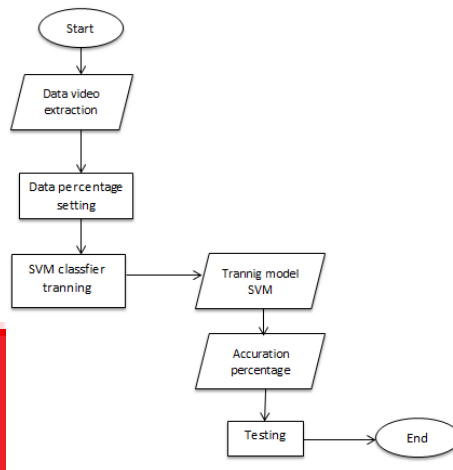 Start
Data video
extraction
Data percentage
setting
SVM classfier
tranning
Trannig model
SVM
Accuration
percentage
Testing
End